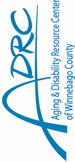 ADRC
Aging & Disability Resource Center
of Winnebago County